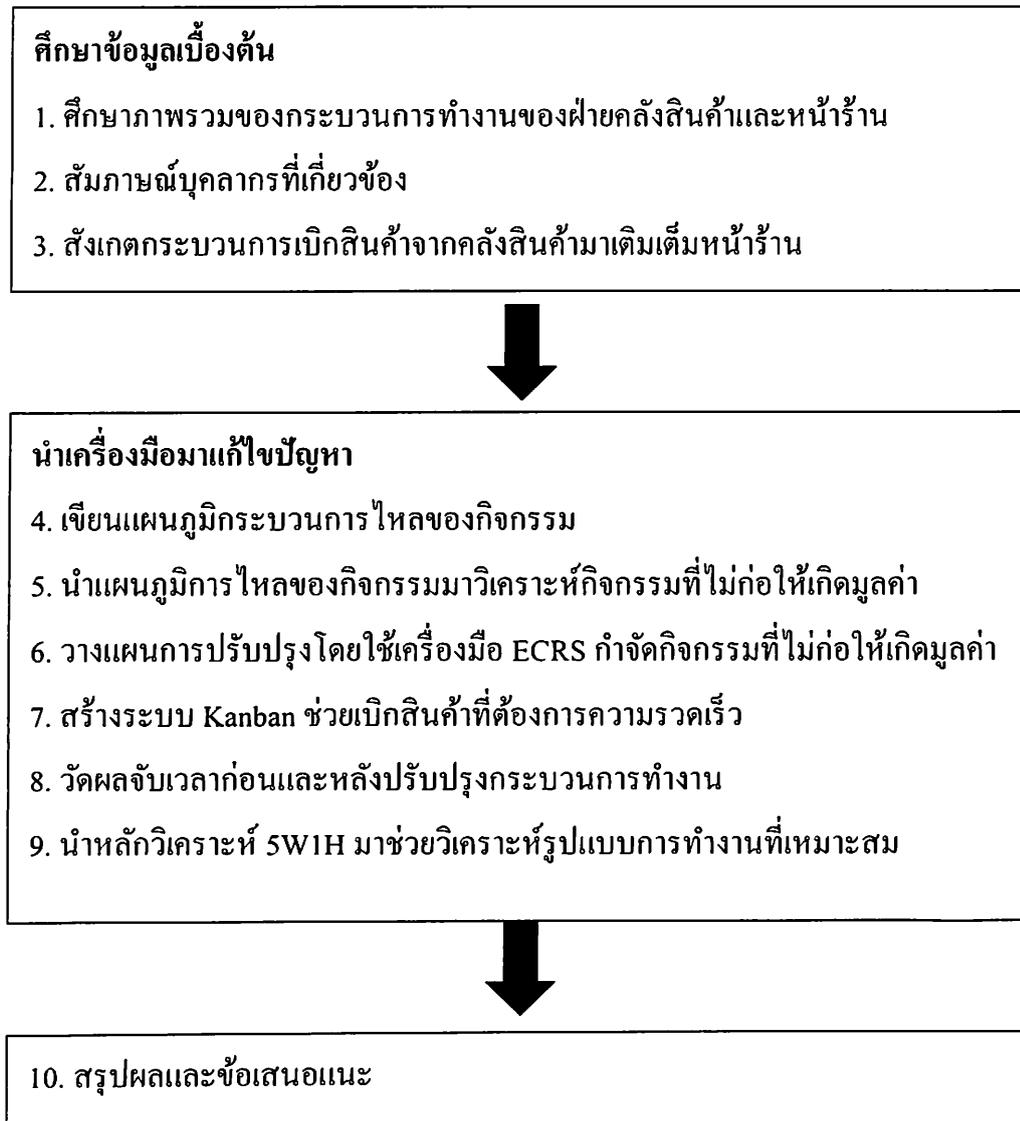 ศึกษาข้อมูลเบื้องต้น
1. ศึกษาภาพรวมของกระบวนการทำงานของฝ่ายคลังสินค้าและหน้าร้าน
2. สัมภาษณ์บุคลากรที่เกี่ยวข้อง
3. สังเกตกระบวนการเบิกสินค้าจากคลังสินค้ามาเติมเต็มหน้าร้าน
นำเครื่องมือมาแก้ไขปัญหา
4. เขียนแผนภูมิกระบวนการไหลของกิจกรรม
5. นำแผนภูมิการไหลของกิจกรรมมาวิเคราะห์กิจกรรมที่ไม่ก่อให้เกิดมูลค่า
6. วางแผนการปรับปรุงโดยใช้เครื่องมือ ECRS กำจัดกิจกรรมที่ไม่ก่อให้เกิดมูลค่า
7. สร้างระบบ Kanban ช่วยเบิกสินค้าที่ต้องการความรวดเร็ว
8. วัดผลจับเวลาก่อนและหลังปรับปรุงกระบวนการทำงาน
9. นำหลักวิเคราะห์ 5W1H มาช่วยวิเคราะห์รูปแบบการทำงานที่เหมาะสม
10. สรุปผลและข้อเสนอแนะ